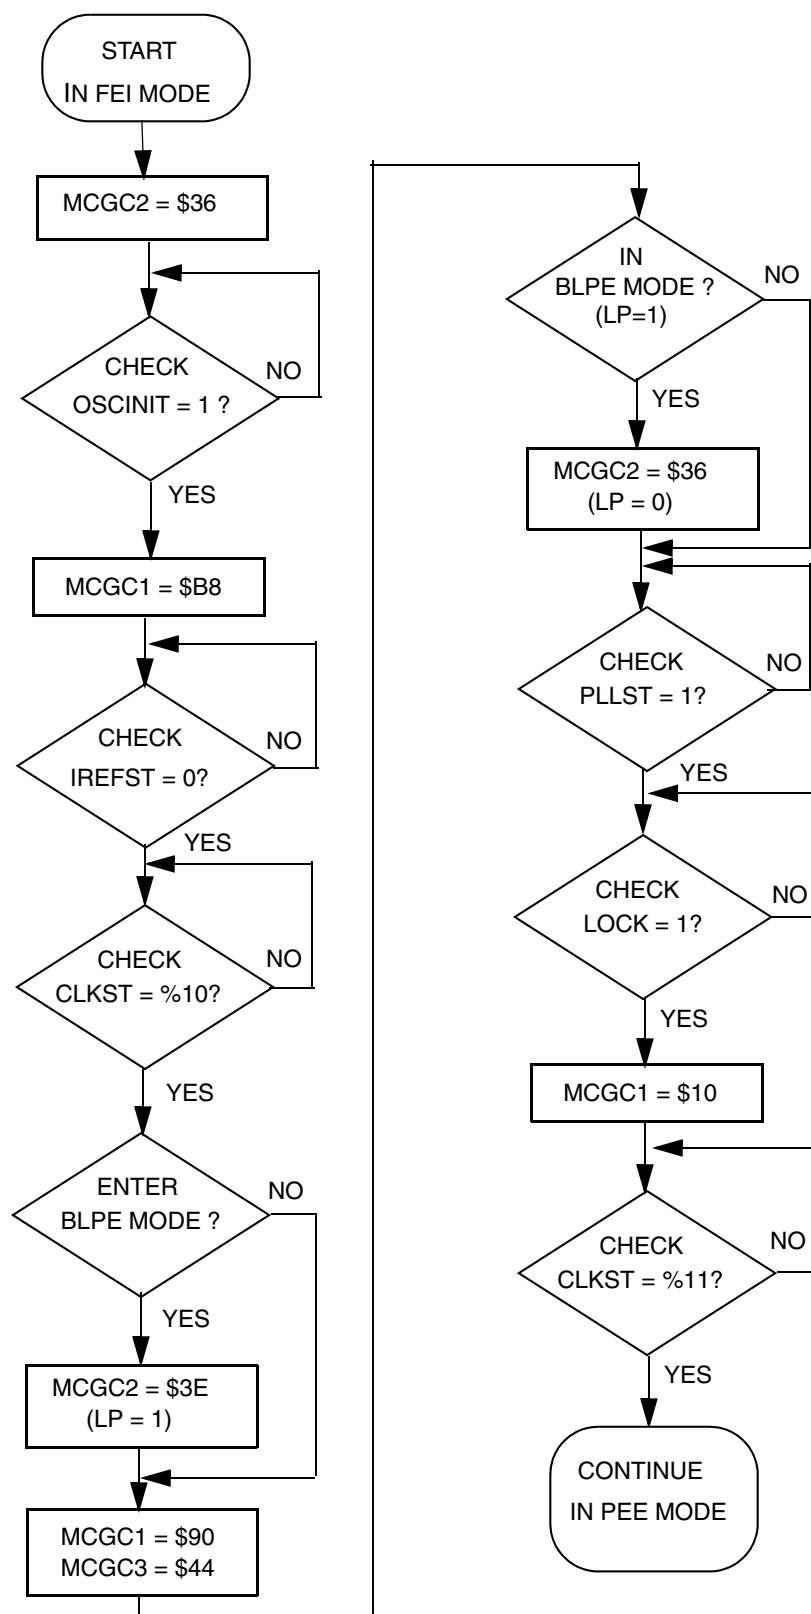 START
IN FEI MODE
MCGC2 = $36
CHECK
OSCINIT = 1 ?
NO
YES
MCGC1 = $B8
CHECK
IREFST = 0?
NO
YES
CHECK
CLKST = %10?
NO
YES
ENTER
BLPE MODE ?
NO
YES
MCGC2 = $3E
(LP = 1)
MCGC1 = $90
MCGC3 = $44
IN
BLPE MODE ?
(LP=1)
NO
YES
MCGC2 = $36
(LP = 0)
CHECK
PLLST = 1?
NO
YES
CHECK
LOCK = 1?
NO
YES
MCGC1 = $10
CHECK
CLKST = %11?
NO
YES
CONTINUE
IN PEE MODE